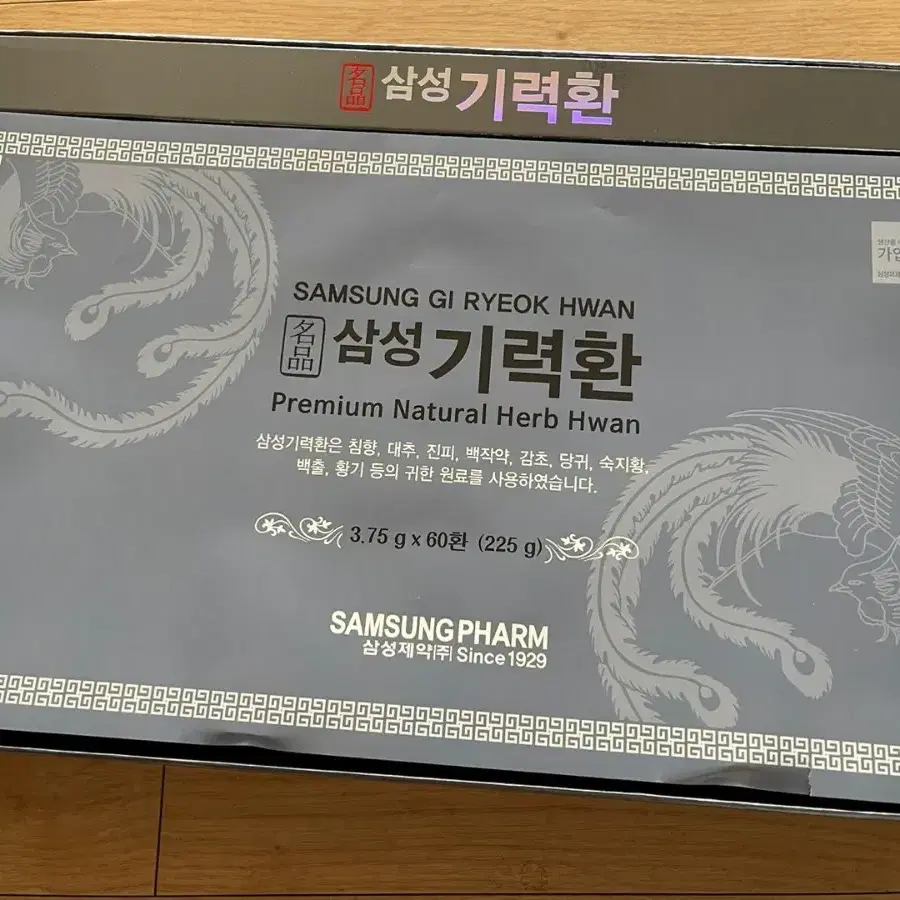 名品 삼성 기력환
SAMSUNG GI RYEOK HWAN
名品 삼성 기력환
Premium Natural Herb Hwan
삼성기력환은 침향, 대추, 진피, 백작약, 감초, 당귀, 숙지황,
백출, 황기 등의 귀한 원료를 사용하였습니다.
3.75 g x 60환 (225 g)
SAMSUNG PHARM
삼성제약(주) Since 1929